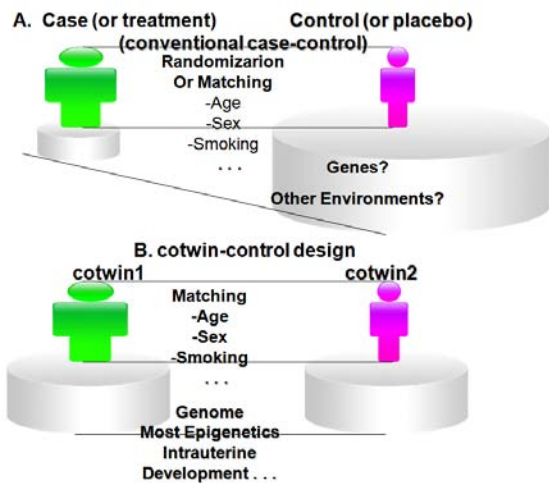 A. Case (or treatment) Control (or placebo)
(conventional case-control)
Randomizarion
Or Matching
-Age
-Sex
-Smoking
. . .
Genes?
Other Environments?
B. cotwin-control design
cotwin1 cotwin2
Matching
-Age
-Sex
-Smoking
. . .
Genome
Most Epigenetics
Intrauterine
Development . . .